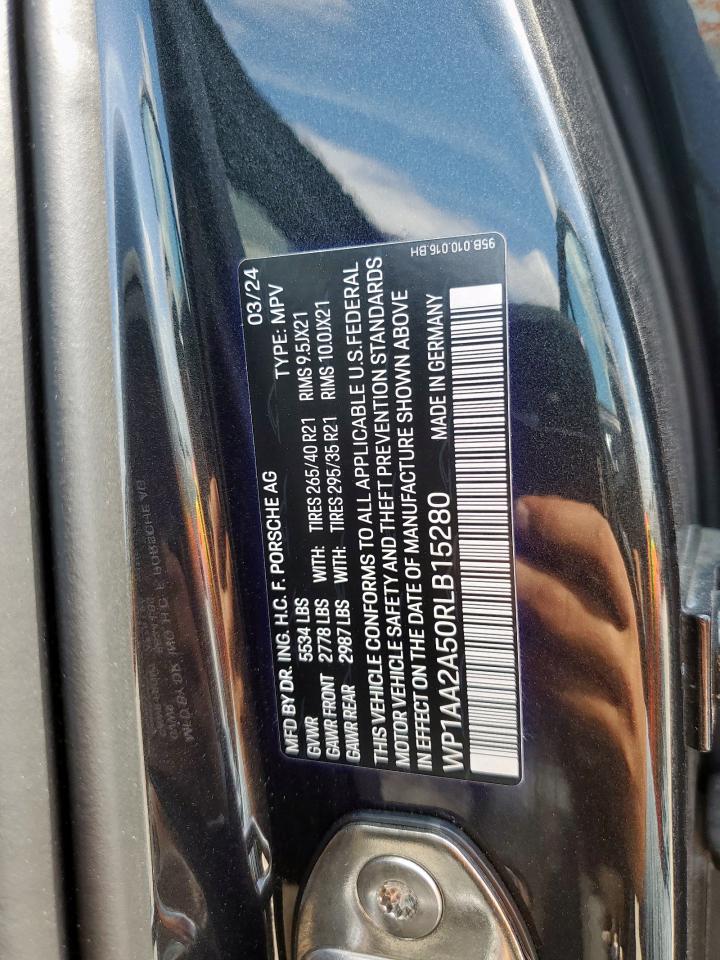 MFD BY DR. ING. H.C. F. PORSCHE AG 03/24
GVWR 5534 LBS TYPE: MPV
GAWR FRONT 2778 LBS WITH: TIRES 265/40 R21 RIMS 9.5JX21
GAWR REAR 2987 LBS WITH: TIRES 295/35 R21 RIMS 10.0JX21
THIS VEHICLE CONFORMS TO ALL APPLICABLE U.S.FEDERAL
MOTOR VEHICLE SAFETY AND THEFT PREVENTION STANDARDS
IN EFFECT ON THE DATE OF MANUFACTURE SHOWN ABOVE
WP1AA2A50RLB15280 MADE IN GERMANY
95B.010.016.BH